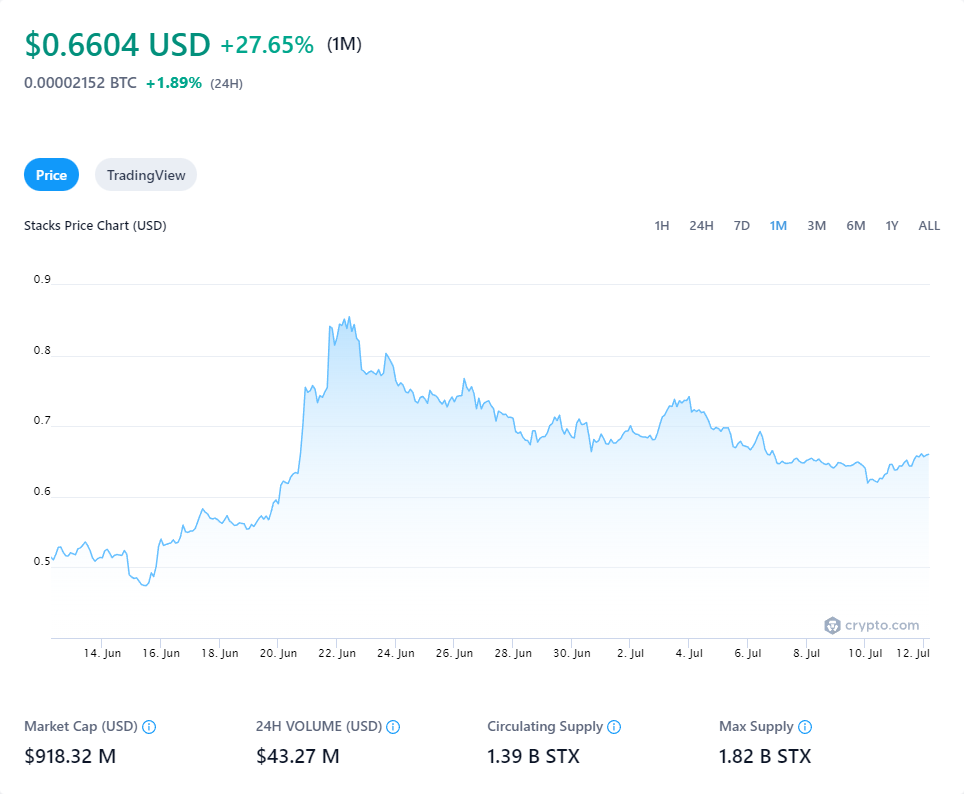 $0.6604 USD +27.65% (1M)
0.00002152 BTC +1.89% (24H)
Price TradingView
Stacks Price Chart (USD) 1H 24H 7D 1M 3M 6M 1Y ALL
0.9
0.8
0.7
0.6
0.5
crypto.com
14. Jun 16. Jun 18. Jun 20. Jun 22. Jun 24. Jun 26. Jun 28. Jun 30. Jun 2. Jul 4. Jul 6. Jul 8. Jul 10. Jul 12. Jul
Market Cap (USD) 24H VOLUME (USD) Circulating Supply Max Supply
$918.32 M $43.27 M 1.39 B STX 1.82 B STX